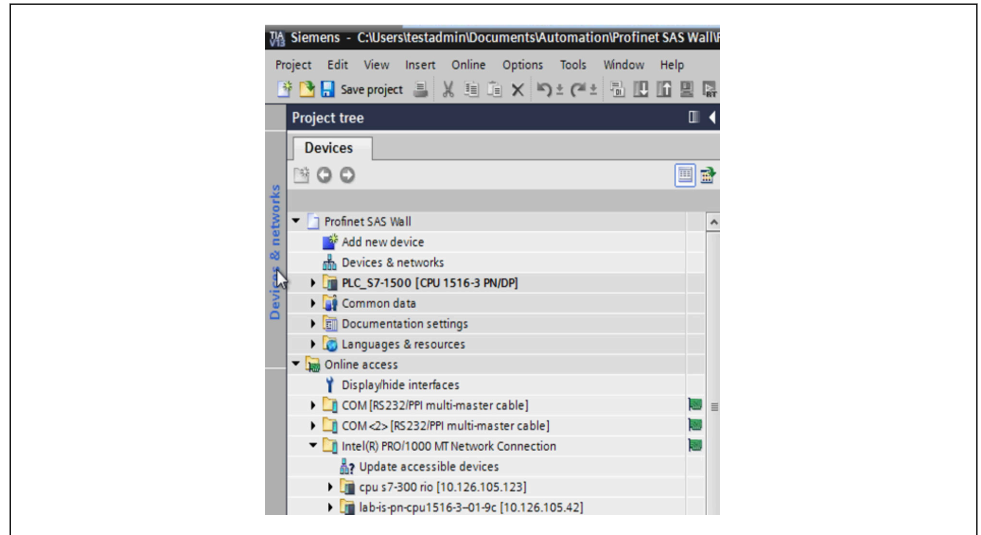 TIA V13 Siemens - C:\Users\testadmin\Documents\Automation\Profinet SAS Wall\
Project Edit View Insert Online Options Tools Window Help
Save project
Project tree
Devices
Devices & networks
Profinet SAS Wall
Add new device
Devices & networks
PLC_S7-1500 [CPU 1516-3 PN/DP]
Common data
Documentation settings
Languages & resources
Online access
Display/hide interfaces
COM [RS232/PPI multi-master cable]
COM <2> [RS232/PPI multi-master cable]
Intel(R) PRO/1000 MT Network Connection
Update accessible devices
cpu s7-300 rio [10.126.105.123]
lab-is-pn-cpu1516-3--01-9c [10.126.105.42]